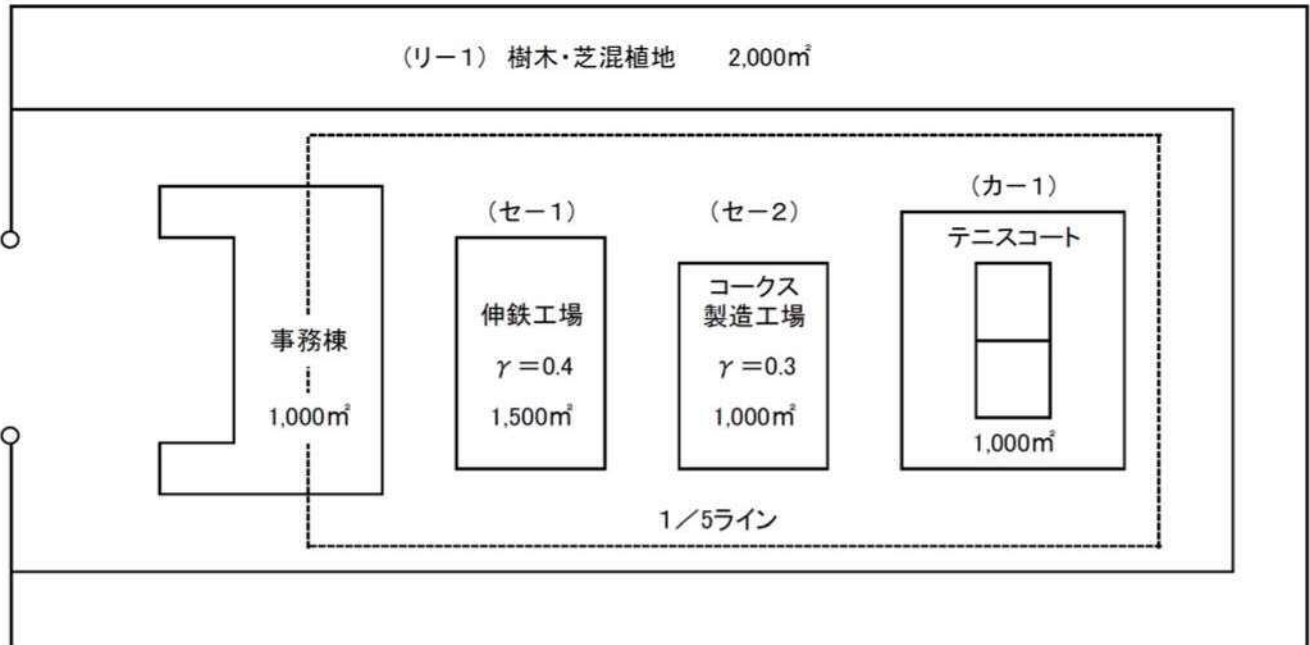 (リー1) 樹木・芝混植地 2,000㎡
(セー1)
(セー2)
(カー1)
テニスコート
事務棟
1,000㎡
伸鉄工場
γ=0.4
1,500㎡
コークス
製造工場
γ=0.3
1,000㎡
1,000㎡
1/5ライン